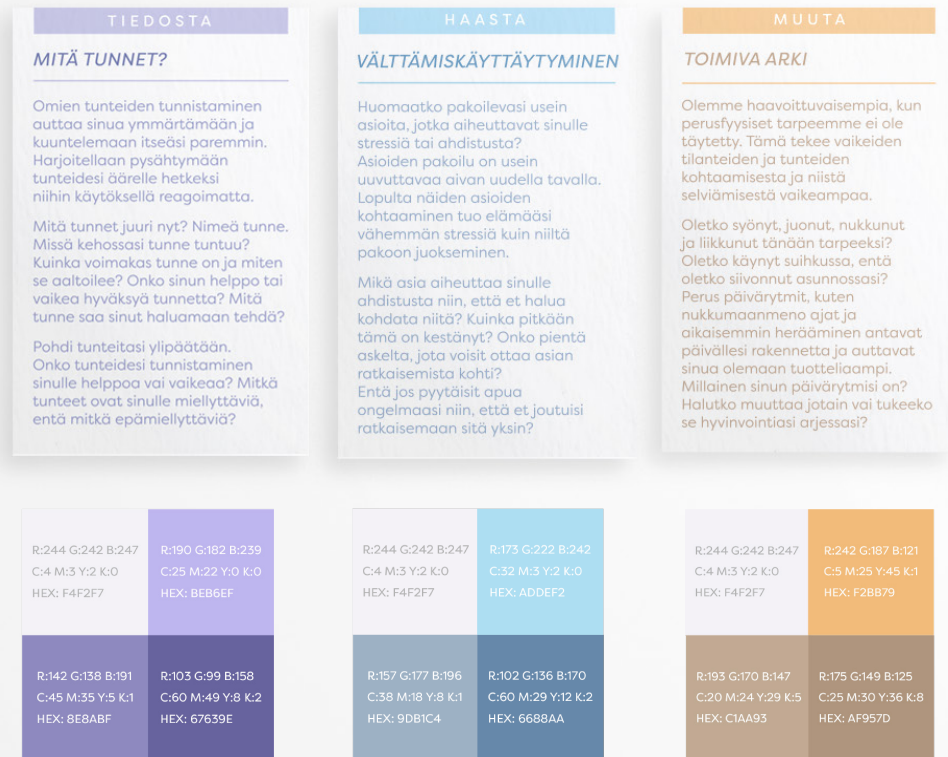 TIEDOSTA
MITÄ TUNNET?
Omien tunteiden tunnistaminen
auttaa sinua ymmärtämään ja
kuuntelemaan itseäsi paremmin.
Harjoitellaan pysähtymään
tunteidesi äärelle hetkeksi
niihin käytöksellä reagoimatta.
Mitä tunnet juuri nyt? Nimeä tunne.
Missä kehossasi tunne tuntuu?
Kuinka voimakas tunne on ja miten
se aaltoilee? Onko sinun helppo tai
vaikea hyväksyä tunnetta? Mitä
tunne saa sinut haluamaan tehdä?
Pohdi tunteitasi ylipäätään.
Onko tunteidesi tunnistaminen
sinulle helppoa vai vaikeaa? Mitkä
tunteet ovat sinulle miellyttäviä,
entä mitkä epämiellyttäviä?
HAASTA
VÄLTTÄMISKÄYTTÄYTYMINEN
Huomaatko pakoilevasi usein
asioita, jotka aiheuttavat sinulle
stressiä tai ahdistusta?
Asioiden pakoilu on usein
uuvuttavaa aivan uudella tavalla.
Lopulta näiden asioiden
kohtaaminen tuo elämääsi
vähemmän stressiä kuin niiltä
pakoon juokseminen.
Mikä asia aiheuttaa sinulle
ahdistusta niin, että et halua
kohdata niitä? Kuinka pitkään
tämä on kestänyt? Onko pientä
askelta, jota voisit ottaa asian
ratkaisemista kohti?
Entä jos pyytäisit apua
ongelmaasi niin, että et joutuisi
ratkaisemaan sitä yksin?
MUUTA
TOIMIVA ARKI
Olemme haavoittuvaisempia, kun
perusfyysiset tarpeemme ei ole
täytetty. Tämä tekee vaikeiden
tilanteiden ja tunteiden
kohtaamisesta ja niistä
selviämisestä vaikeampaa.
Oletko syönyt, juonut, nukkunut
ja liikkunut tänään tarpeeksi?
Oletko käynyt suihkussa, entä
oletko siivonnut asunnossasi?
Perus päivärytmit, kuten
nukkumaanmeno ajat ja
aikaisemmin herääminen antavat
päivällesi rakennetta ja auttavat
sinua olemaan tuotteliaampi.
Millainen sinun päivärytmisi on?
Halutko muuttaa jotain vai tukeeko
se hyvinvointiasi arjessasi?
R:244 G:242 B:247
C:4 M:3 Y:2 K:0
HEX: F4F2F7
R:190 G:182 B:239
C:25 M:22 Y:0 K:0
HEX: BEB6EF
R:142 G:138 B:191
C:45 M:35 Y:5 K:1
HEX: 8E8ABF
R:103 G:99 B:158
C:60 M:49 Y:8 K:2
HEX: 67639E
R:244 G:242 B:247
C:4 M:3 Y:2 K:0
HEX: F4F2F7
R:173 G:222 B:242
C:32 M:3 Y:2 K:0
HEX: ADDEF2
R:157 G:177 B:196
C:38 M:18 Y:8 K:1
HEX: 9DB1C4
R:102 G:136 B:170
C:60 M:29 Y:12 K:2
HEX: 6688AA
R:244 G:242 B:247
C:4 M:3 Y:2 K:0
HEX: F4F2F7
R:242 G:187 B:121
C:5 M:25 Y:45 K:1
HEX: F2BB79
R:193 G:170 B:147
C:20 M:24 Y:29 K:5
HEX: C1AA93
R:175 G:149 B:125
C:25 M:30 Y:36 K:8
HEX: AF957D